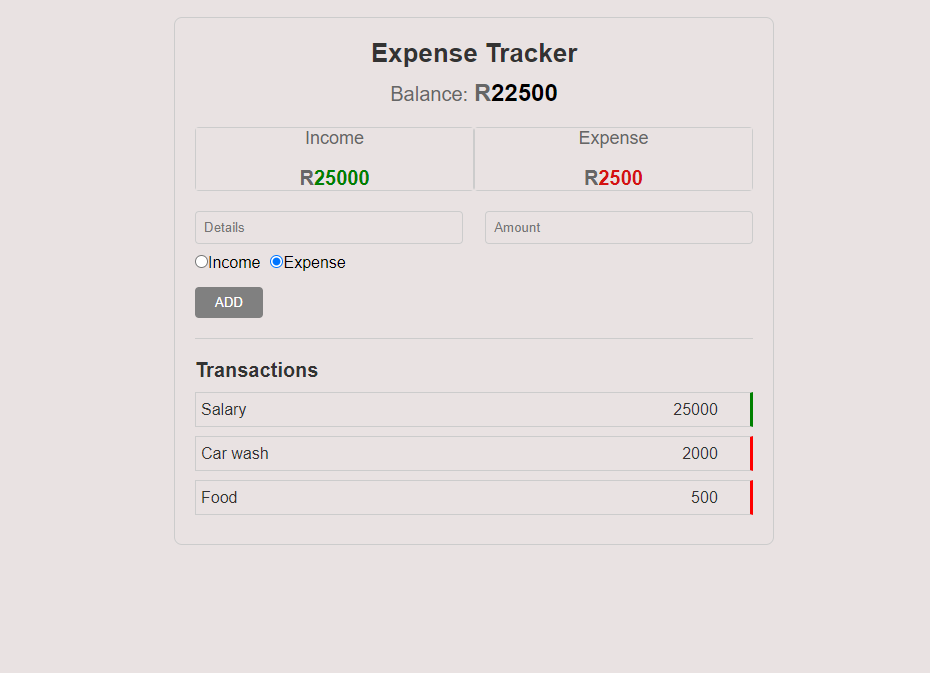 Expense Tracker
Balance: R22500
Income Expense
R25000 R2500
Details Amount
Income Expense
ADD
Transactions
Salary 25000
Car wash 2000
Food 500